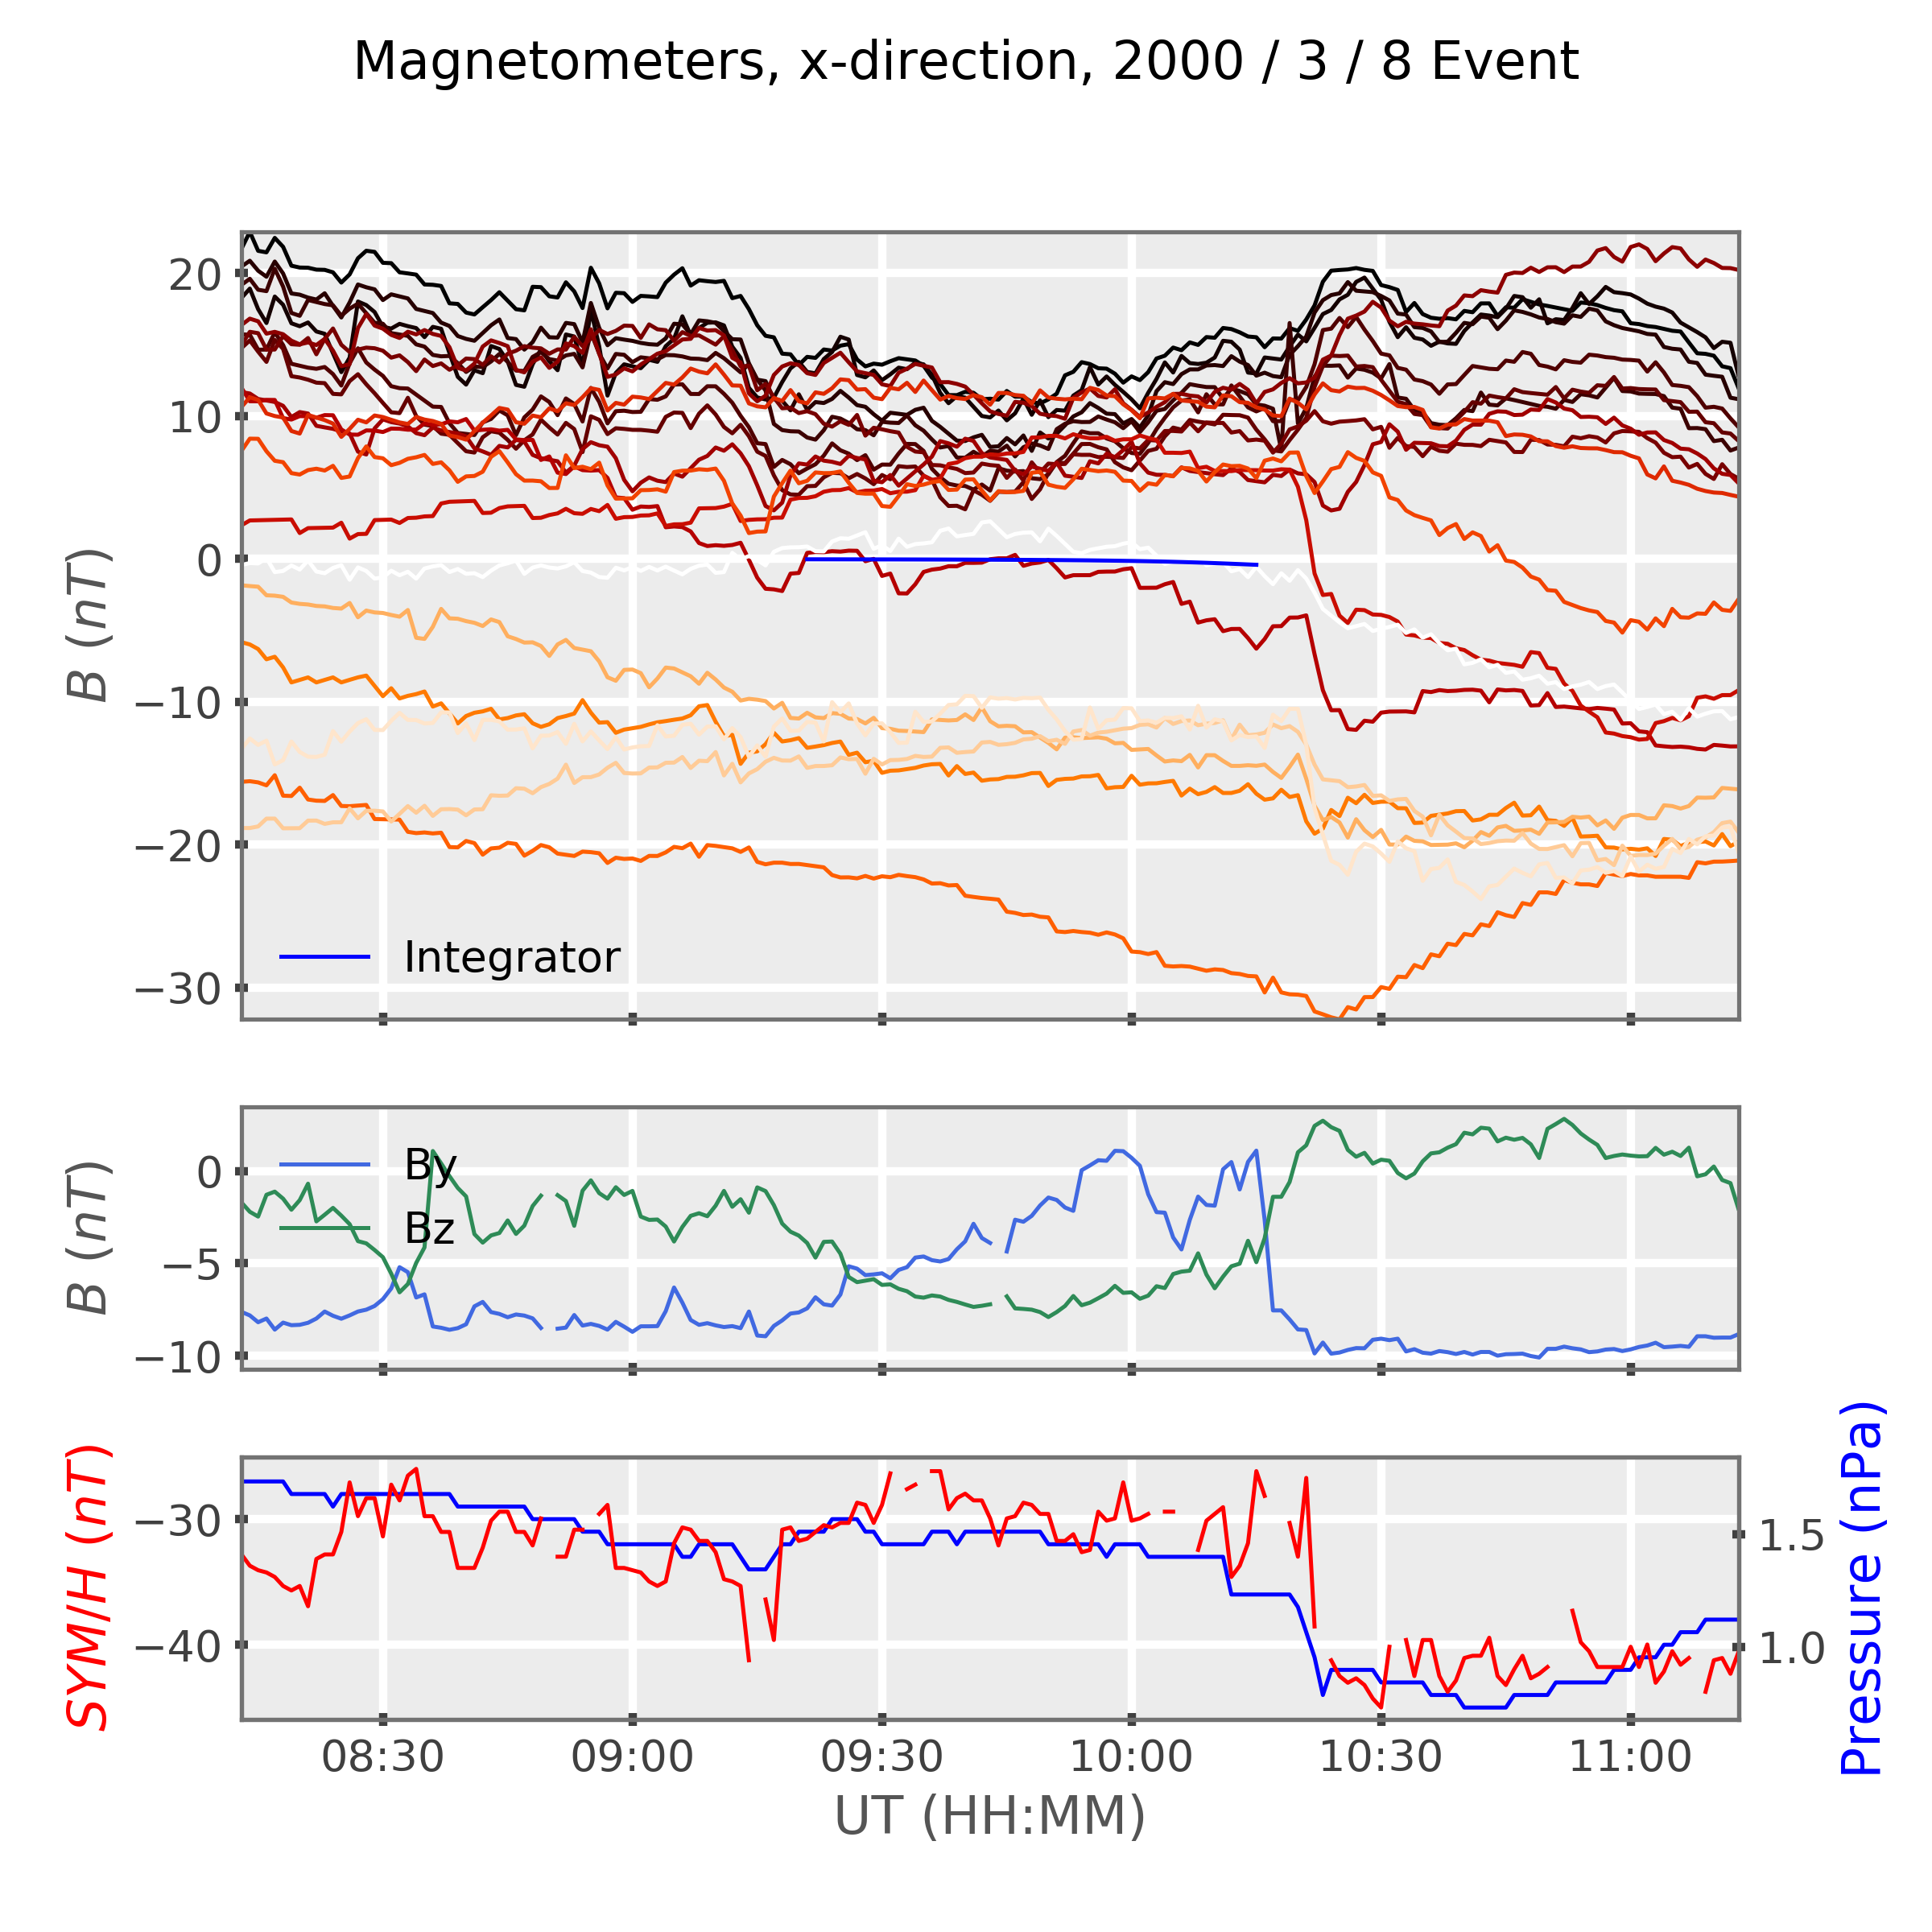 Magnetometers, x-direction, 2000 / 3 / 8 Event
20
10
0
−10
−20
−30
B (nT)
Integrator
0
−5
−10
B (nT)
By
Bz
−30
−40
SYM/H (nT)
1.5
1.0
Pressure (nPa)
08:30 09:00 09:30 10:00 10:30 11:00
UT (HH:MM)